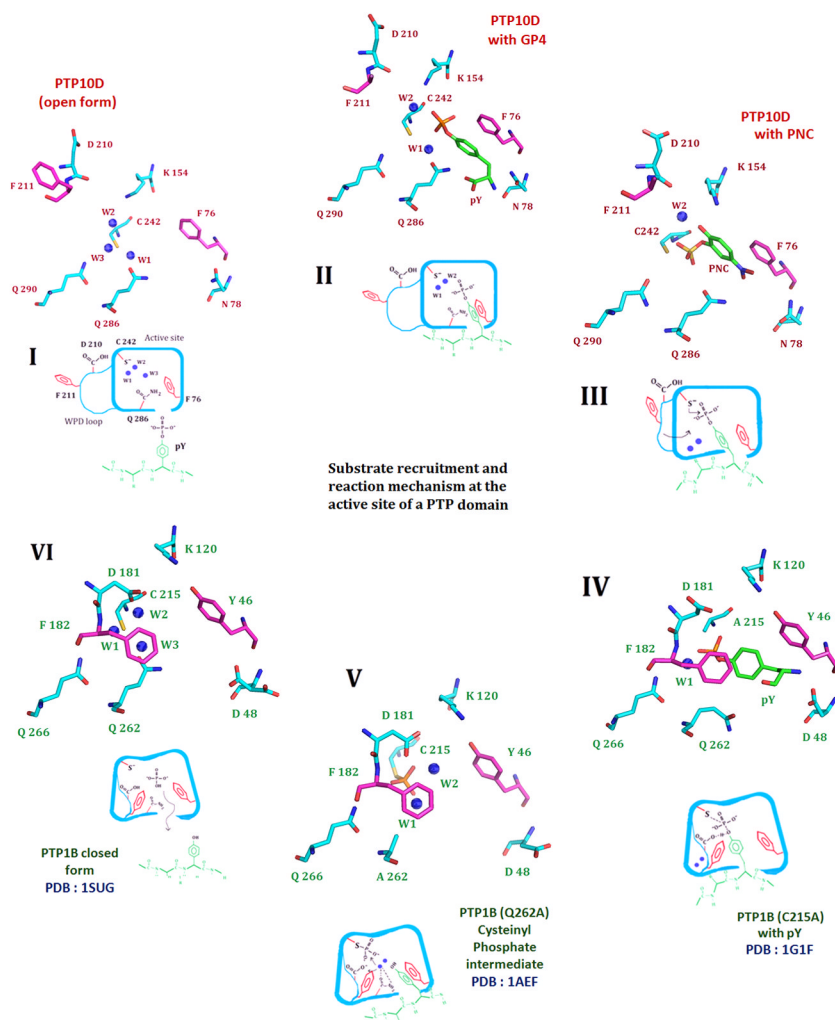 PTP10D
(open form)
D 210
F 211
K 154
W2
C 242
W3
W1
F 76
Q 290
Q 286
N 78
I
D 210
C 242
Active site
OH
C
O
S⁻
W2
W1
W3
NH₂
F 211
F 76
WPD loop
Q 286
pY
PTP10D
with GP4
D 210
K 154
F 211
W2
C 242
F 76
W1
Q 290
Q 286
pY
N 78
II
OH
S⁻
W2
W1
PTP10D
with PNC
D 210
K 154
F 211
W2
C242
F 76
PNC
Q 290
Q 286
N 78
III
OH
S
Substrate recruitment and
reaction mechanism at the
active site of a PTP domain
VI
K 120
D 181
C 215
Y 46
W2
F 182
W1
W3
Q 266
Q 262
D 48
S⁻
OH
PTP1B closed
form
PDB : 1SUG
V
K 120
D 181
C 215
Y 46
F 182
W2
W1
Q 266
A 262
D 48
S
PTP1B (Q262A)
Cysteinyl
Phosphate
intermediate
PDB : 1AEF
IV
K 120
D 181
A 215
Y 46
F 182
W1
pY
Q 266
Q 262
D 48
S
PTP1B (C215A)
with pY
PDB : 1G1F